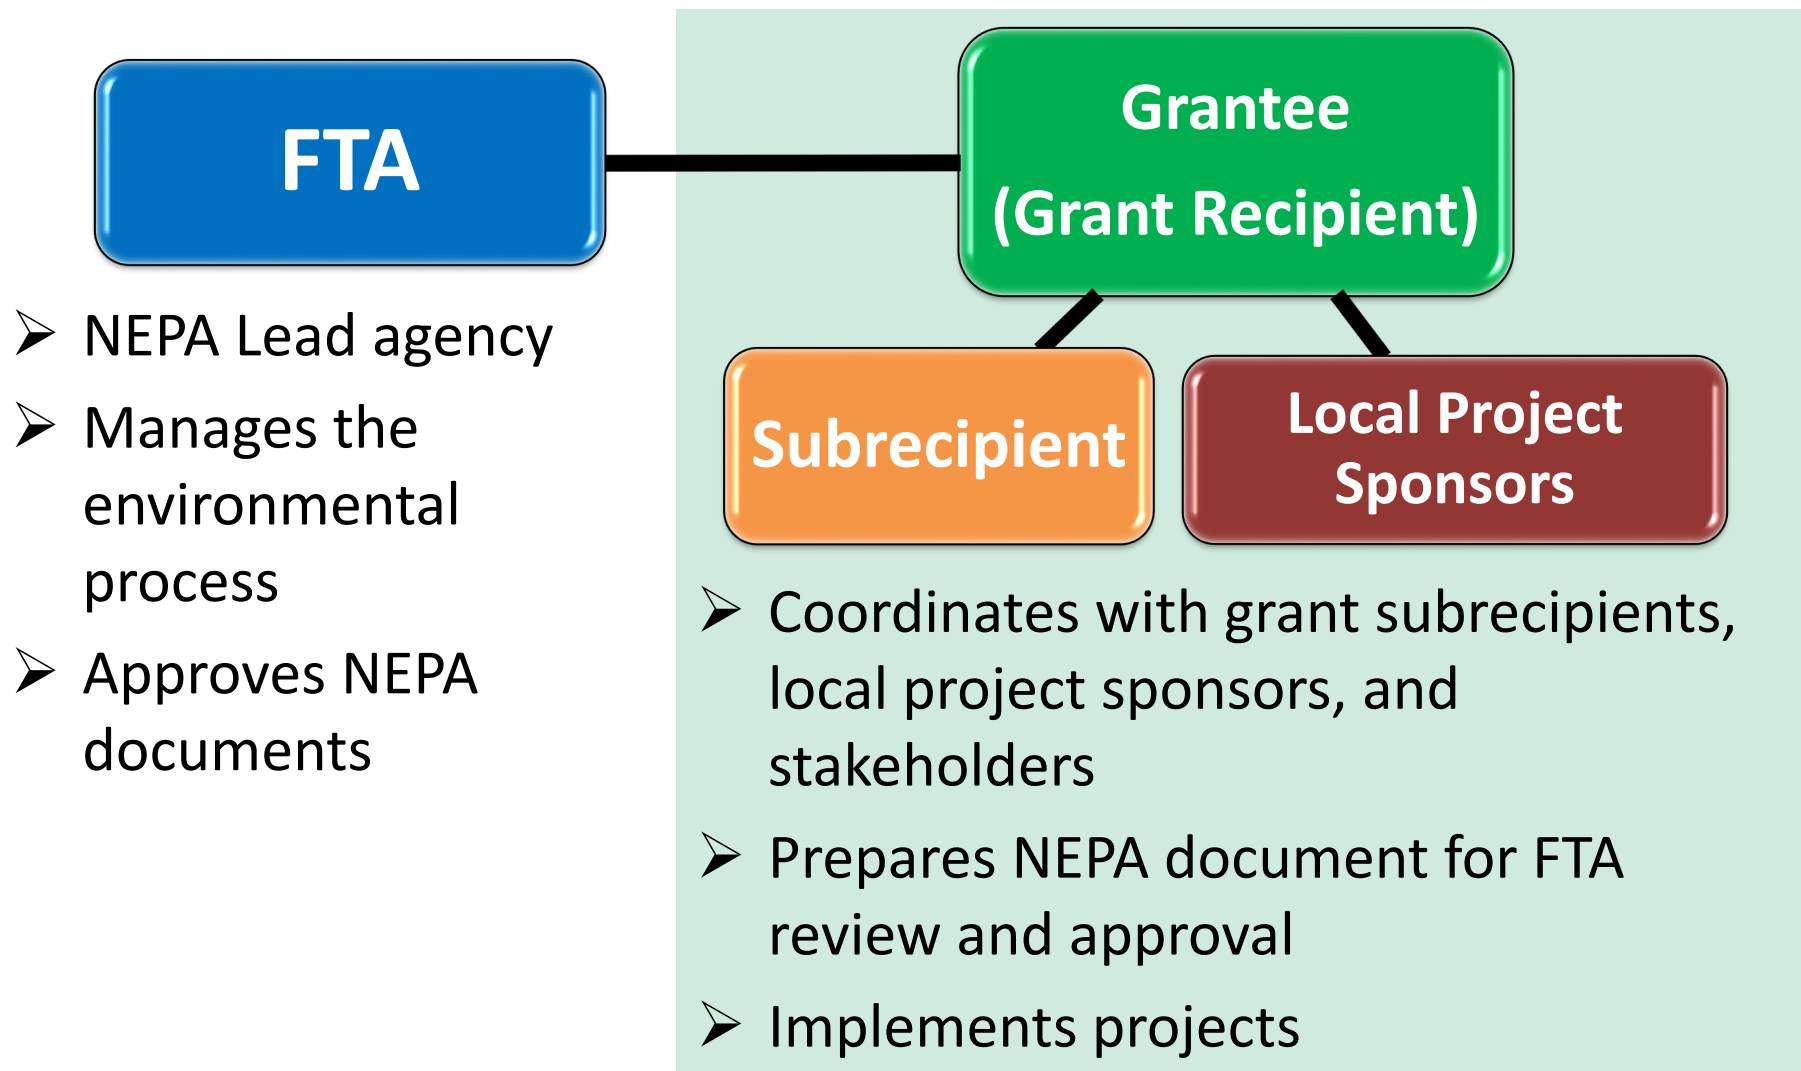 FTA
NEPA Lead agency
Manages the
environmental
process
Approves NEPA
documents
Grantee
(Grant Recipient)
Subrecipient
Local Project
Sponsors
Coordinates with grant subrecipients,
local project sponsors, and
stakeholders
Prepares NEPA document for FTA
review and approval
Implements projects